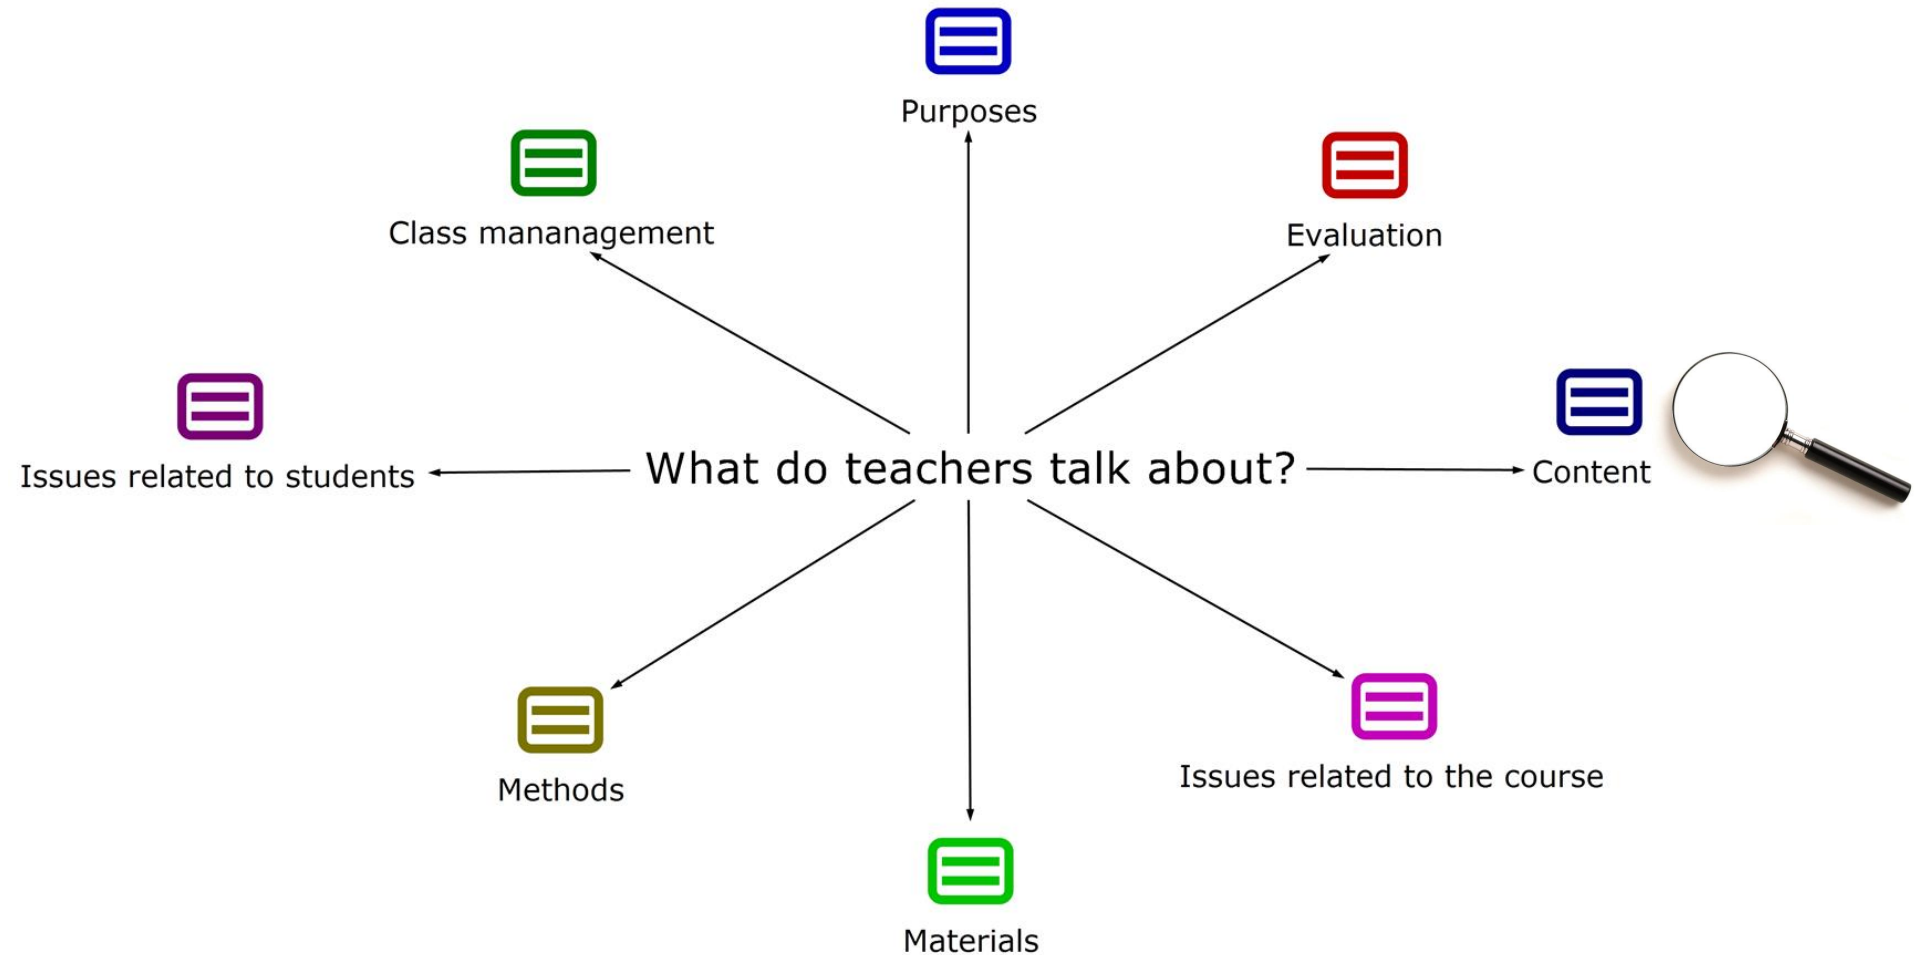 Purposes
Class mananagement
Evaluation
Issues related to students
What do teachers talk about?
Content
Methods
Issues related to the course
Materials